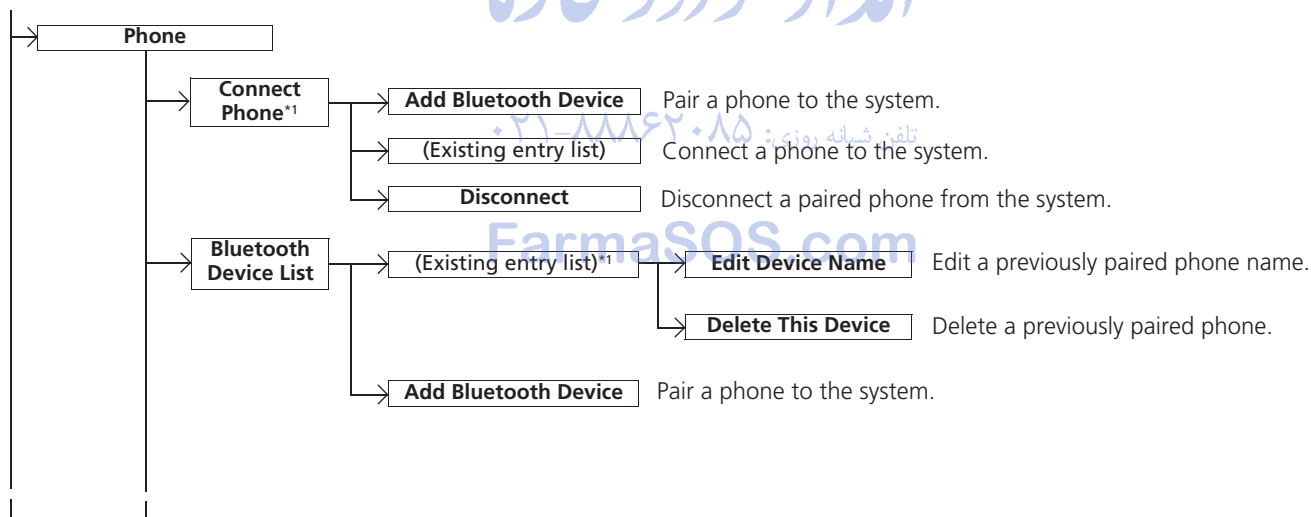 Phone
Connect
Phone*1
Add Bluetooth Device
Pair a phone to the system.
تلفن شبانه روزی: ۸۸۸۶۲۰۸۵-۰۲۱
(Existing entry list)
Connect a phone to the system.
Disconnect
Disconnect a paired phone from the system.
FarmaSOS.com
Bluetooth
Device List
(Existing entry list)*1
Edit Device Name
Edit a previously paired phone name.
Delete This Device
Delete a previously paired phone.
Add Bluetooth Device
Pair a phone to the system.